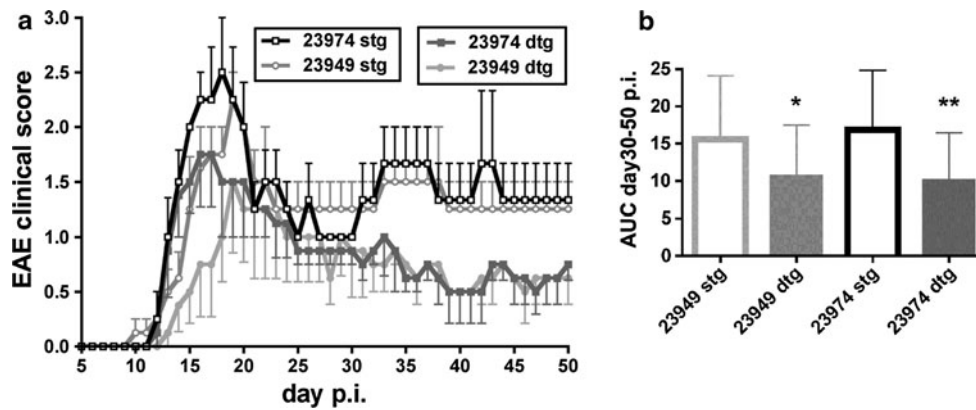 a
3.0
2.5
2.0
1.5
1.0
0.5
0.0
EAE clinical score
23974 stg
23949 stg
23974 dtg
23949 dtg
5 10 15 20 25 30 35 40 45 50
day p.i.
b
25
20
15
10
5
0
AUC day30-50 p.i.
*
**
23949 stg
23949 dtg
23974 stg
23974 dtg